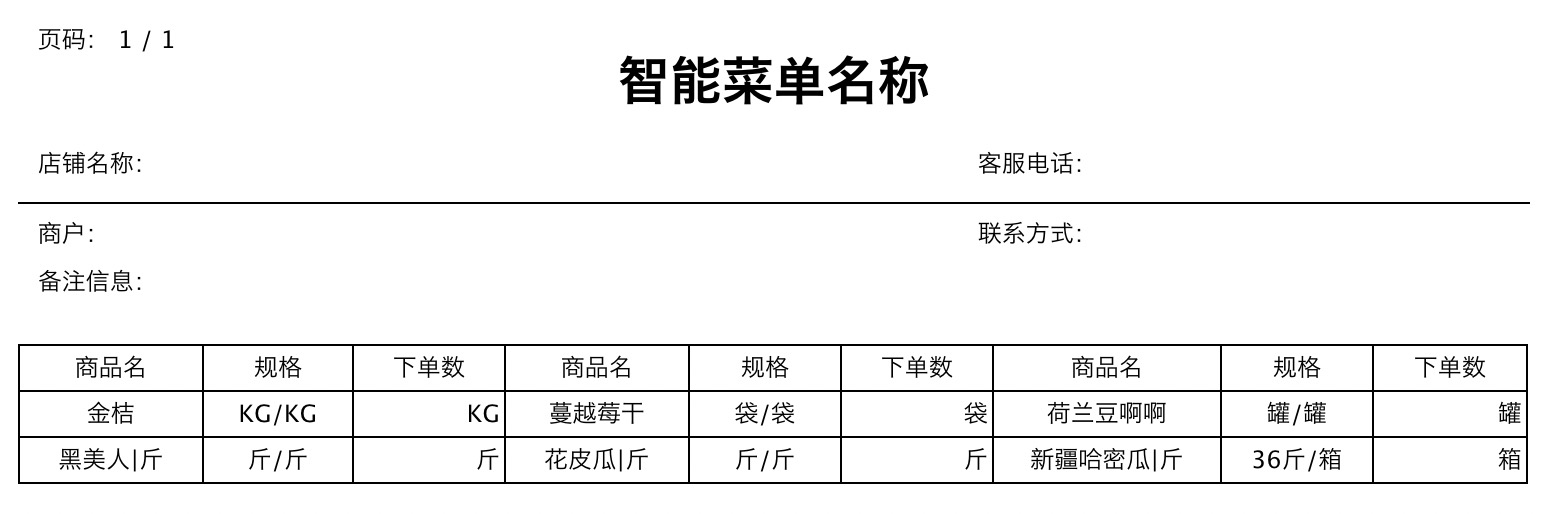 页码： 1 / 1
智能菜单名称
店铺名称： 客服电话：
商户： 联系方式：
备注信息：
商品名 规格 下单数 商品名 规格 下单数 商品名 规格 下单数
金桔 KG/KG KG 蔓越莓干 袋/袋 袋 荷兰豆啊啊 罐/罐 罐
黑美人|斤 斤/斤 斤 花皮瓜|斤 斤/斤 斤 新疆哈密瓜|斤 36斤/箱 箱